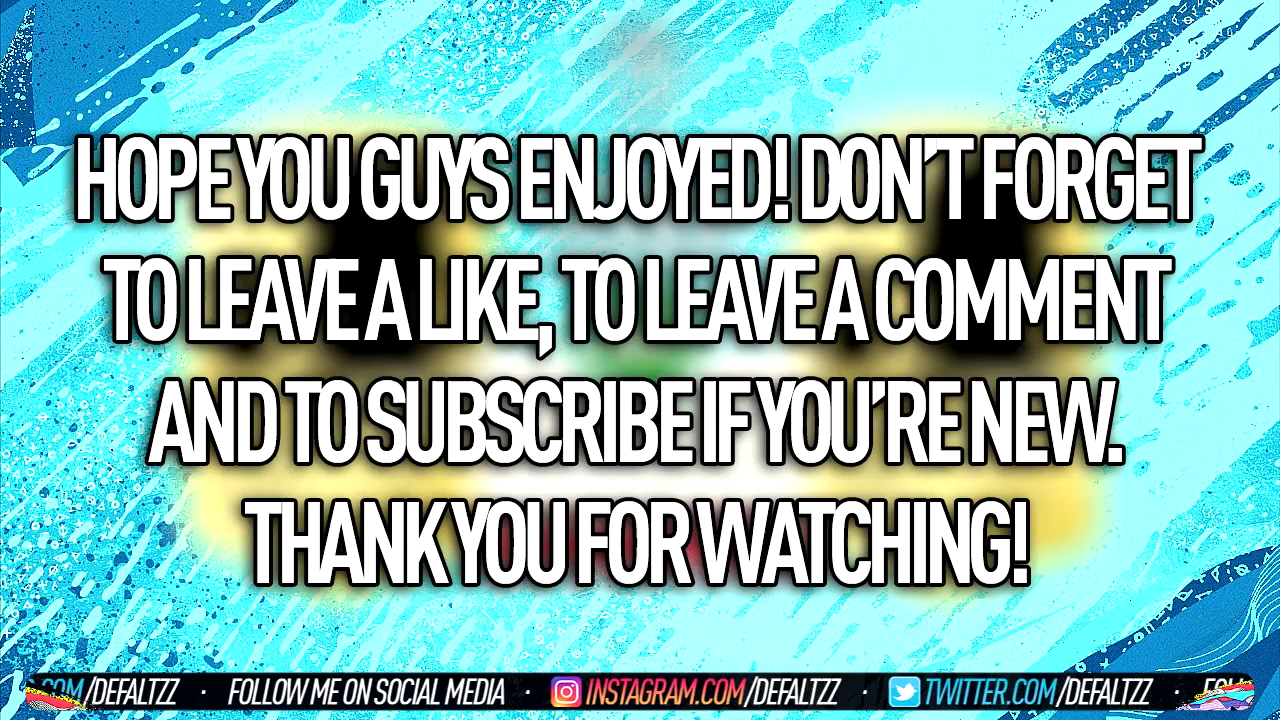 HOPE YOU GUYS ENJOYED! DON'T FORGET
TO LEAVE A LIKE, TO LEAVE A COMMENT
AND TO SUBSCRIBE IF YOU'RE NEW.
THANK YOU FOR WATCHING!
.COM/DEFALTZZ · FOLLOW ME ON SOCIAL MEDIA · INSTAGRAM.COM/DEFALTZZ · TWITTER.COM/DEFALTZZ ·